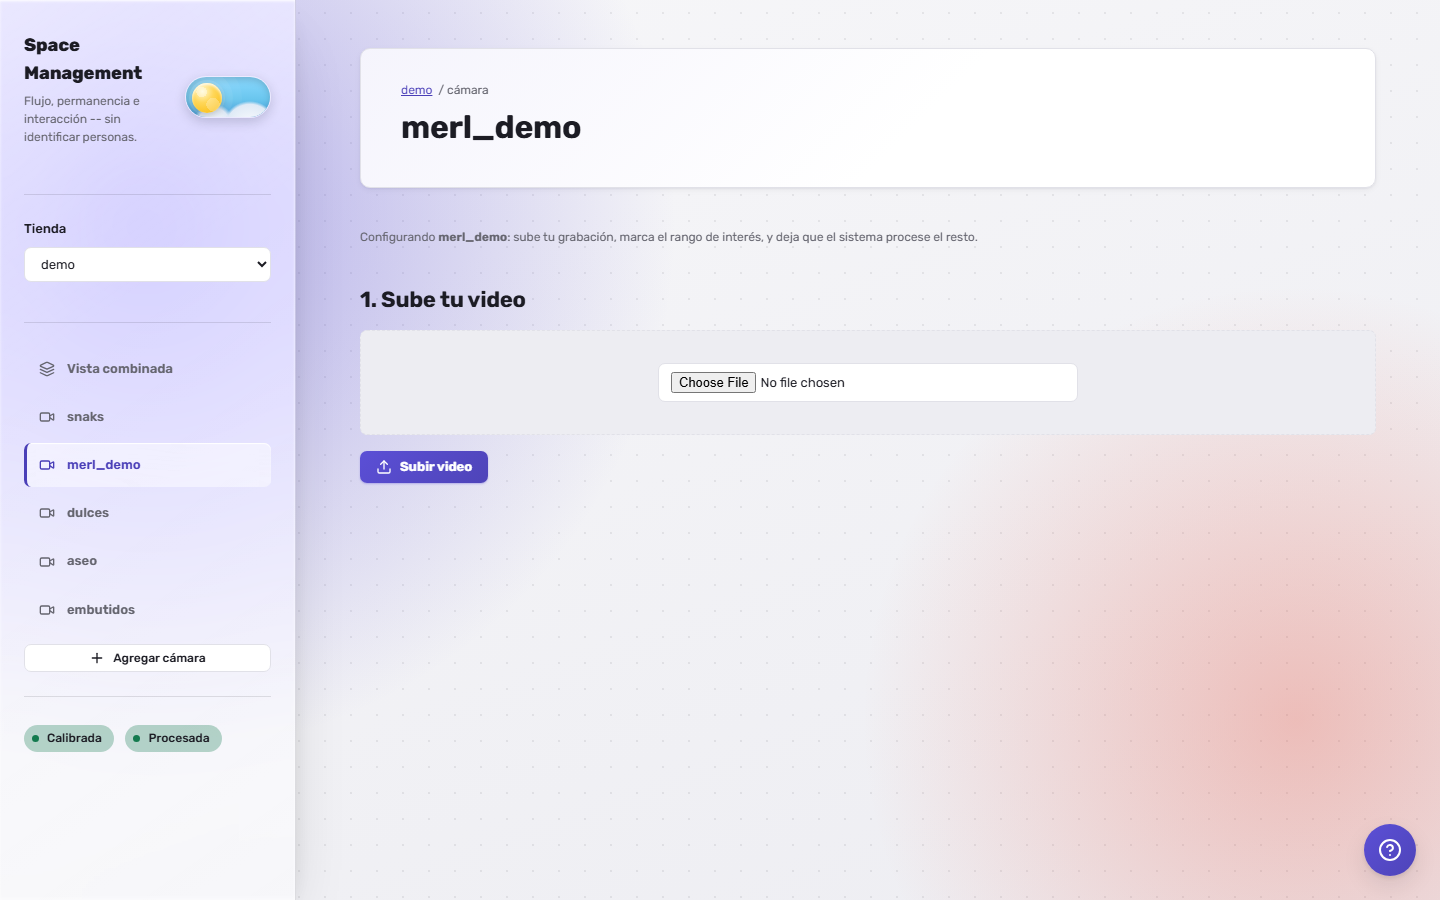 Space
Management
Flujo, permanencia e
interacción -- sin
identificar personas.
Tienda
demo
Vista combinada
snaks
merl_demo
dulces
aseo
embutidos
Agregar cámara
Calibrada
Procesada
demo / cámara
merl_demo
Configurando merl_demo: sube tu grabación, marca el rango de interés, y deja que el sistema procese el resto.
1. Sube tu video
Choose File No file chosen
Subir video